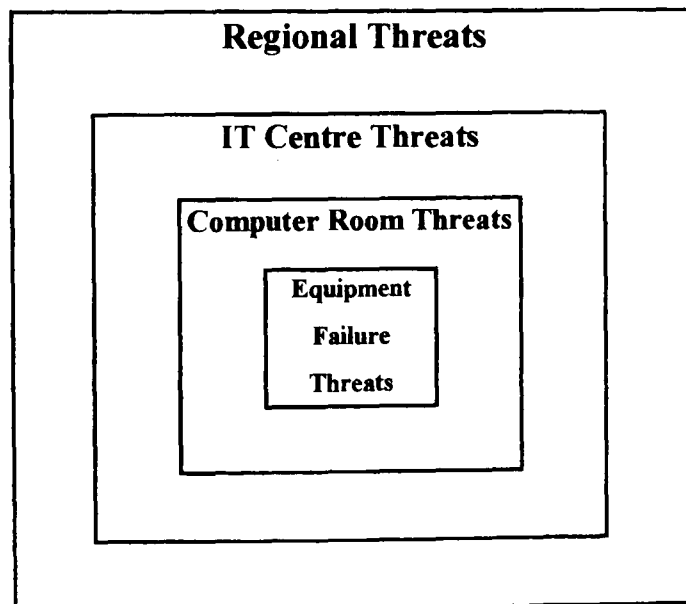 Regional Threats
IT Centre Threats
Computer Room Threats
Equipment
Failure
Threats